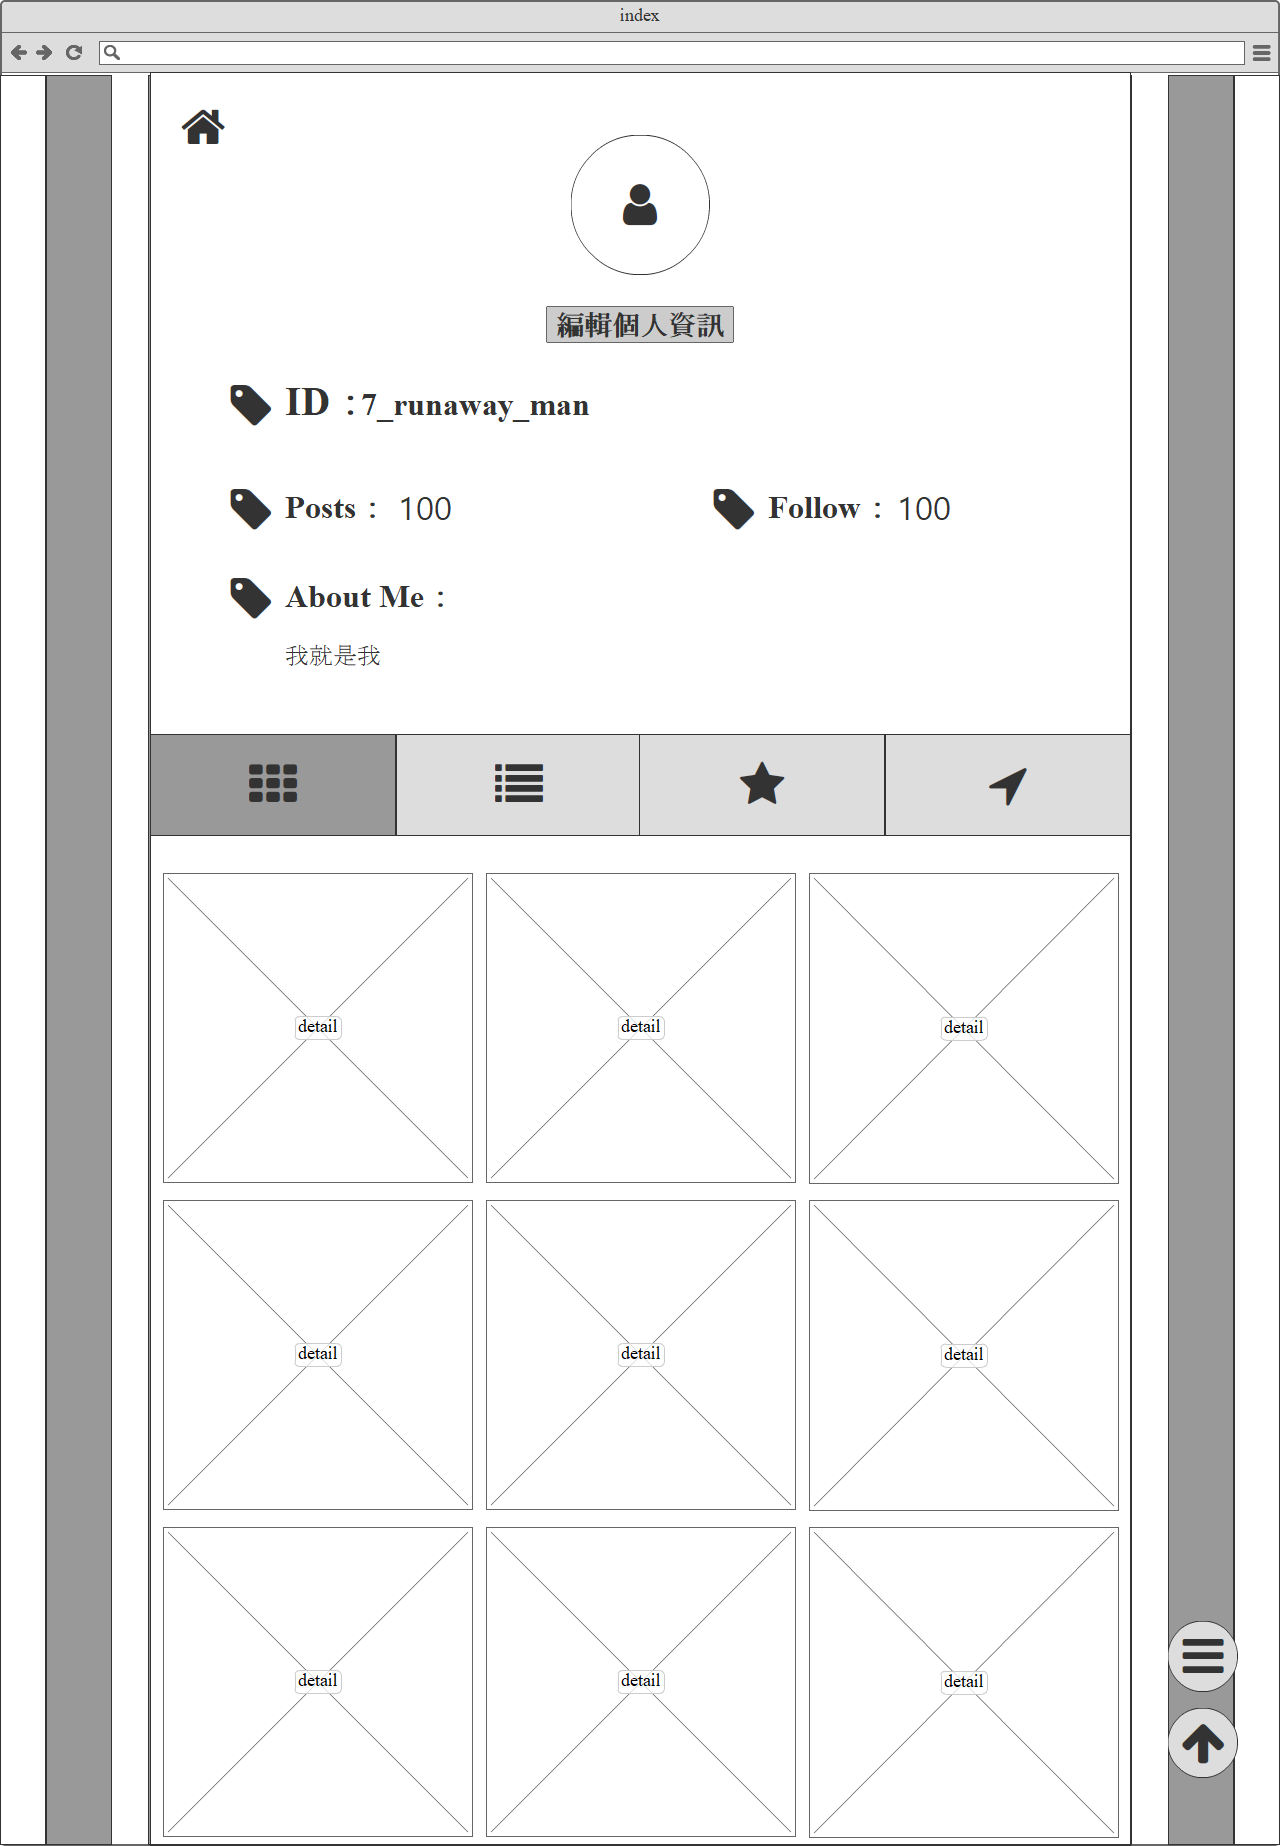 index
編輯個人資訊
ID：7_runaway_man
Posts： 100
Follow： 100
About Me：
我就是我
detail
detail
detail
detail
detail
detail
detail
detail
detail